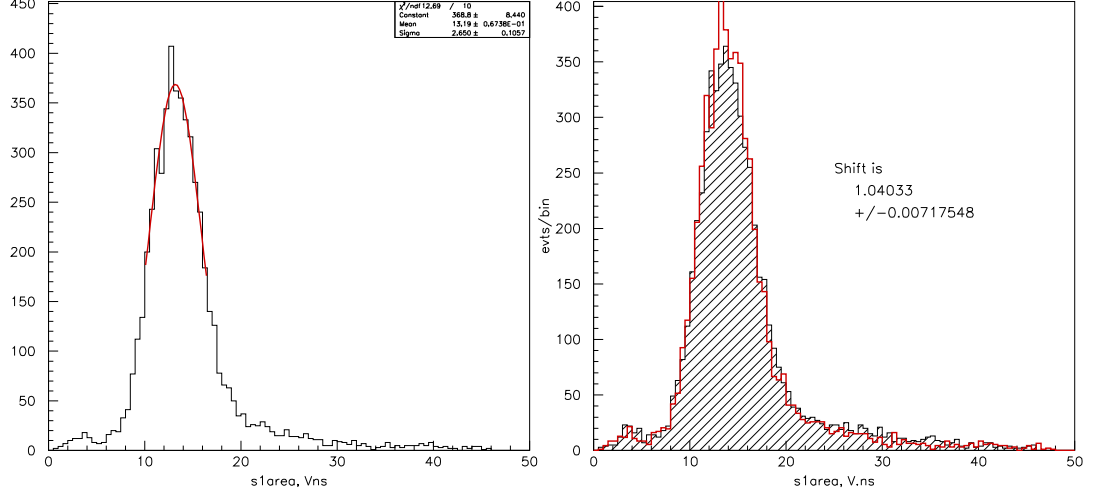 χ²/ndf 12.69 / 10
Constant 368.8 ± 8.440
Mean 13.19 ± 0.6738E-01
Sigma 2.650 ± 0.1057
450
400
350
300
250
200
150
100
50
0
0 10 20 30 40 50
s1area, Vns
400
350
300
250
200
150
100
50
0
evts/bin
Shift is
1.04033
+/-0.00717548
0 10 20 30 40 50
s1area, V.ns